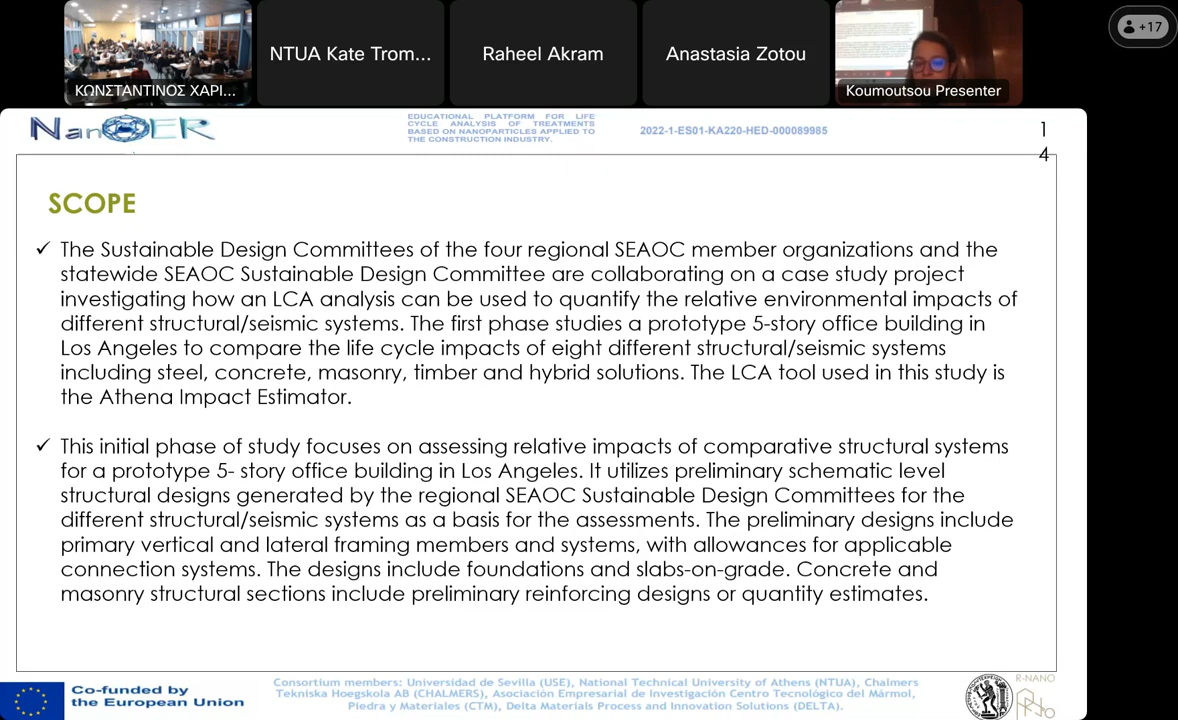 ΚΩΝΣΤΑΝΤΙΝΟΣ ΧΑΡΙ...
NTUA Kate Trom...
Raheel Akram
Anastasia Zotou
Koumoutsou Presenter
+17
NanOER
EDUCATIONAL PLATFORM FOR LIFE
CYCLE ANALYSIS OF TREATMENTS
BASED ON NANOPARTICLES APPLIED TO
THE CONSTRUCTION INDUSTRY.
2022-1-ES01-KA220-HED-000089985
1
4
SCOPE
✓ The Sustainable Design Committees of the four regional SEAOC member organizations and the
statewide SEAOC Sustainable Design Committee are collaborating on a case study project
investigating how an LCA analysis can be used to quantify the relative environmental impacts of
different structural/seismic systems. The first phase studies a prototype 5-story office building in
Los Angeles to compare the life cycle impacts of eight different structural/seismic systems
including steel, concrete, masonry, timber and hybrid solutions. The LCA tool used in this study is
the Athena Impact Estimator.
✓ This initial phase of study focuses on assessing relative impacts of comparative structural systems
for a prototype 5- story office building in Los Angeles. It utilizes preliminary schematic level
structural designs generated by the regional SEAOC Sustainable Design Committees for the
different structural/seismic systems as a basis for the assessments. The preliminary designs include
primary vertical and lateral framing members and systems, with allowances for applicable
connection systems. The designs include foundations and slabs-on-grade. Concrete and
masonry structural sections include preliminary reinforcing designs or quantity estimates.
Co-funded by
the European Union
Consortium members: Universidad de Sevilla (USE), National Technical University of Athens (NTUA), Chalmers
Tekniska Hoegskola AB (CHALMERS), Asociación Empresarial de Investigación Centro Tecnológico del Mármol,
Piedra y Materiales (CTM), Delta Materials Process and Innovation Solutions (DELTA).
R-NANO